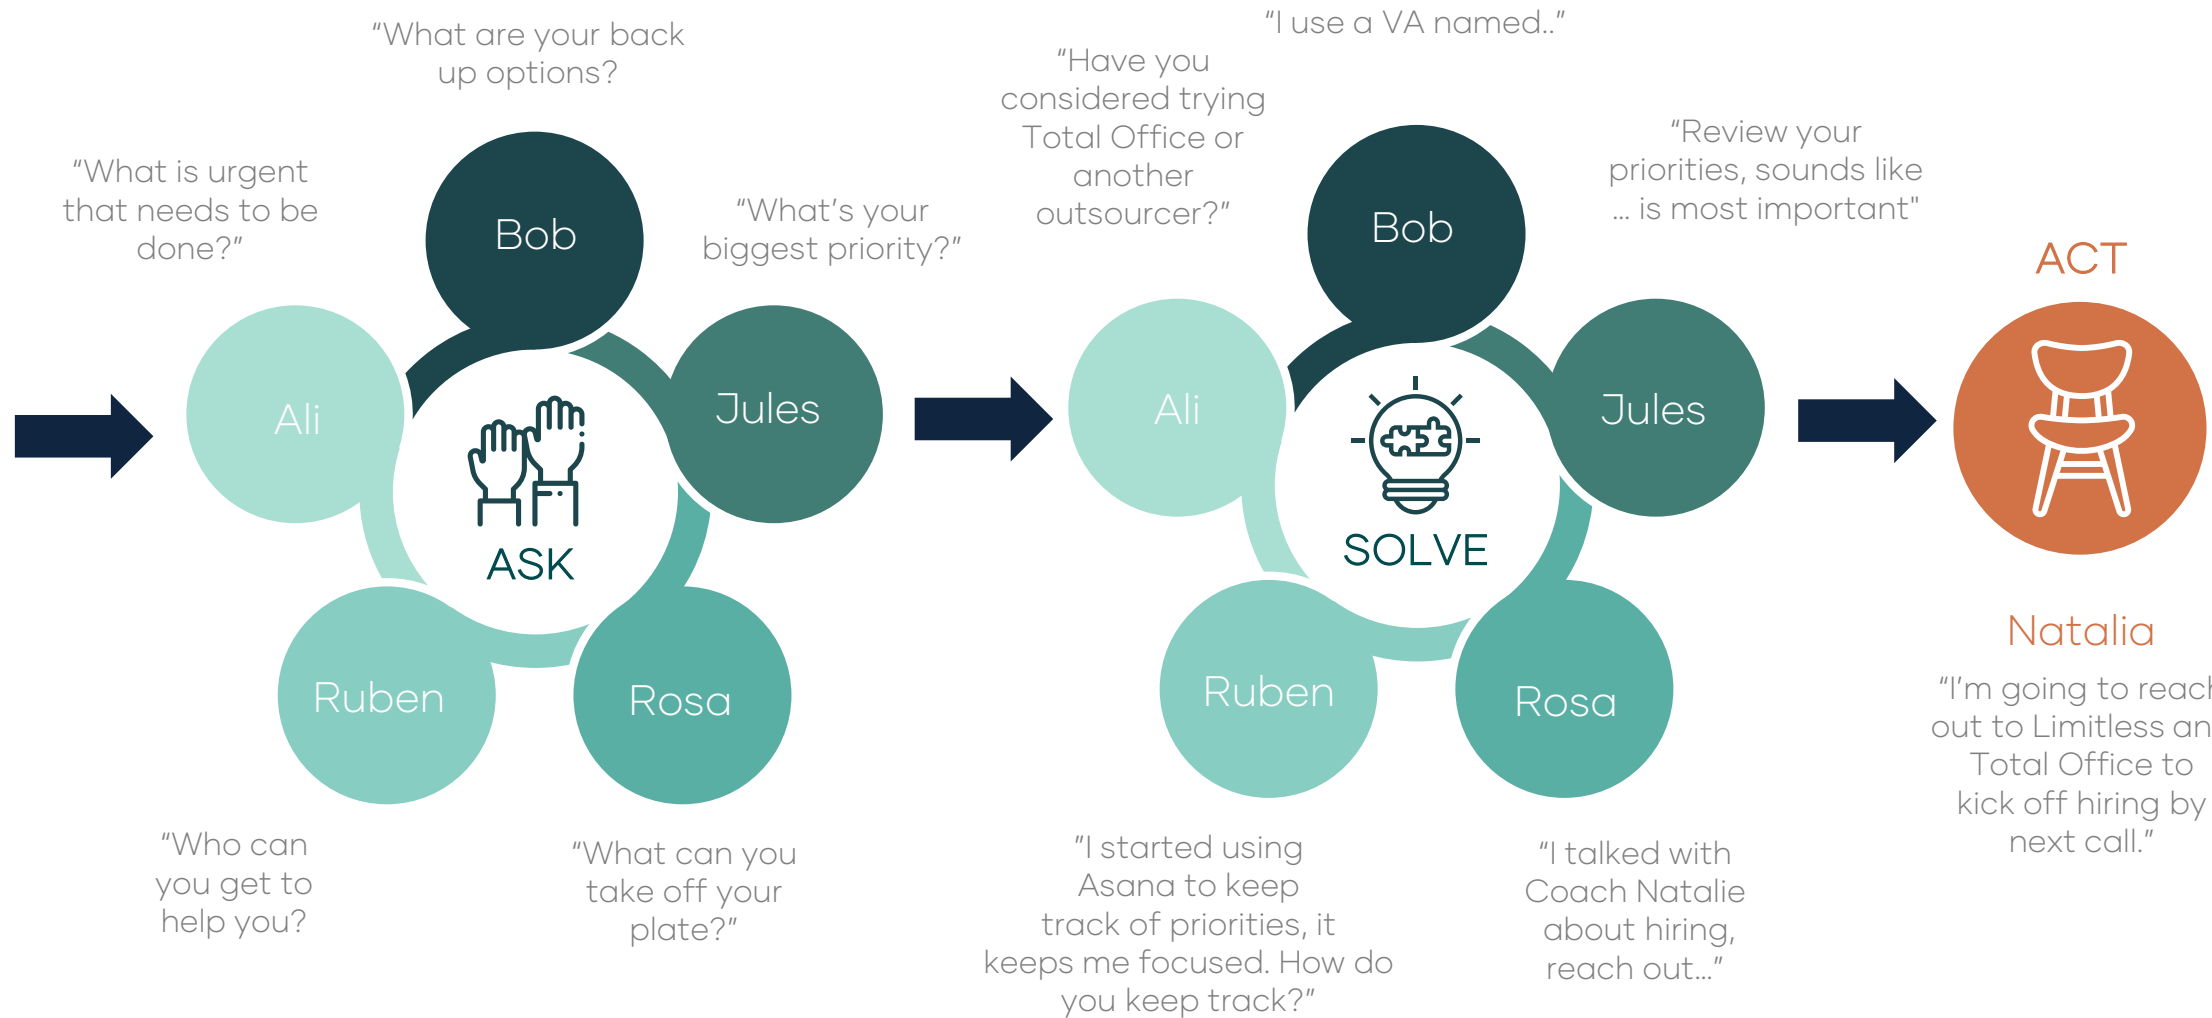 “What are your back
up options?
“What is urgent
that needs to be
done?”
“What’s your
biggest priority?”
Bob
Ali
Jules
ASK
Ruben
Rosa
“Who can
you get to
help you?
“What can you
take off your
plate?”
“I use a VA named..”
“Have you
considered trying
Total Office or
another
outsourcer?”
“Review your
priorities, sounds like
... is most important"
Bob
Ali
Jules
SOLVE
Ruben
Rosa
“I started using
Asana to keep
track of priorities, it
keeps me focused. How do
you keep track?”
“I talked with
Coach Natalie
about hiring,
reach out...”
ACT
Natalia
“I’m going to reach
out to Limitless an
Total Office to
kick off hiring by
next call.”